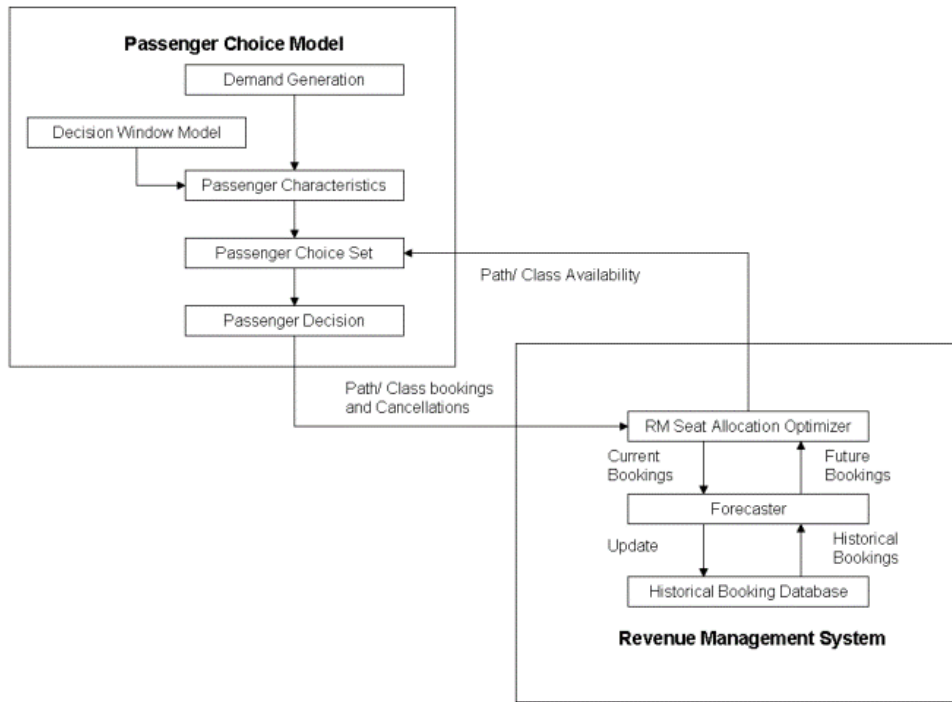 Passenger Choice Model
Demand Generation
Decision Window Model
Passenger Characteristics
Passenger Choice Set
Path/ Class Availability
Passenger Decision
Path/ Class bookings
and Cancellations
RM Seat Allocation Optimizer
Current
Bookings
Future
Bookings
Forecaster
Update
Historical
Bookings
Historical Booking Database
Revenue Management System